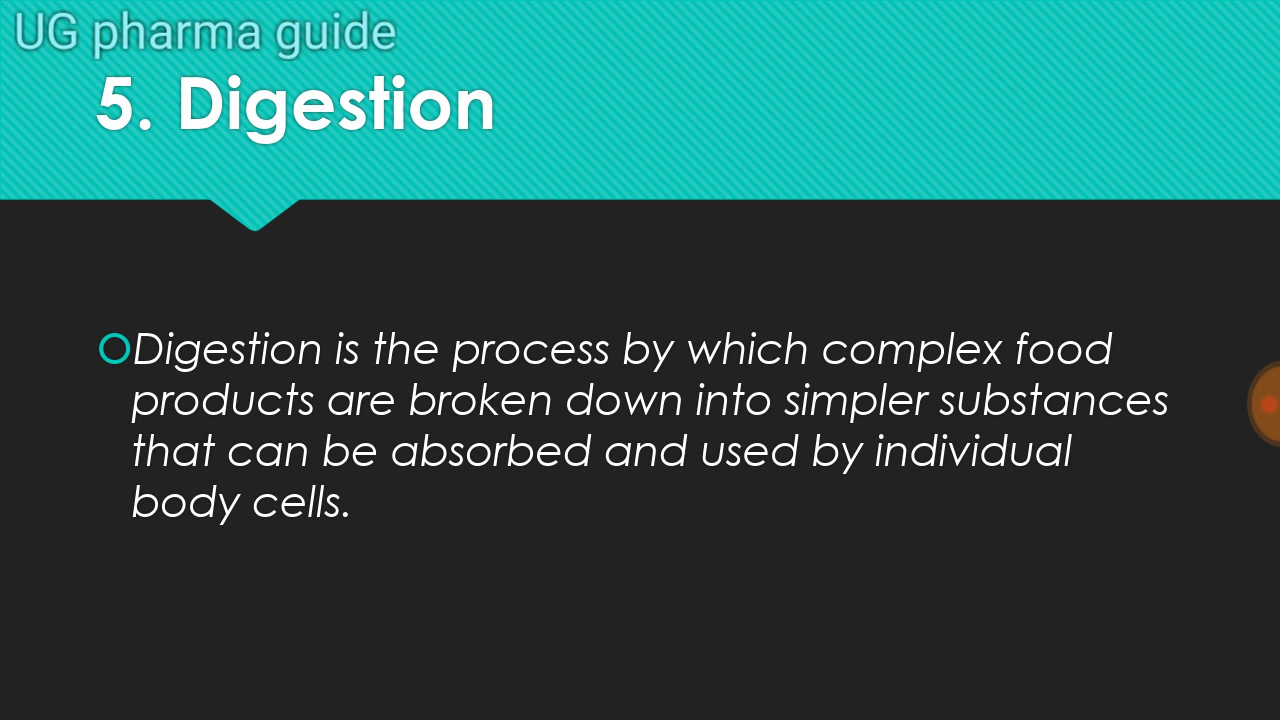 UG pharma guide
5. Digestion
Digestion is the process by which complex food
products are broken down into simpler substances
that can be absorbed and used by individual
body cells.